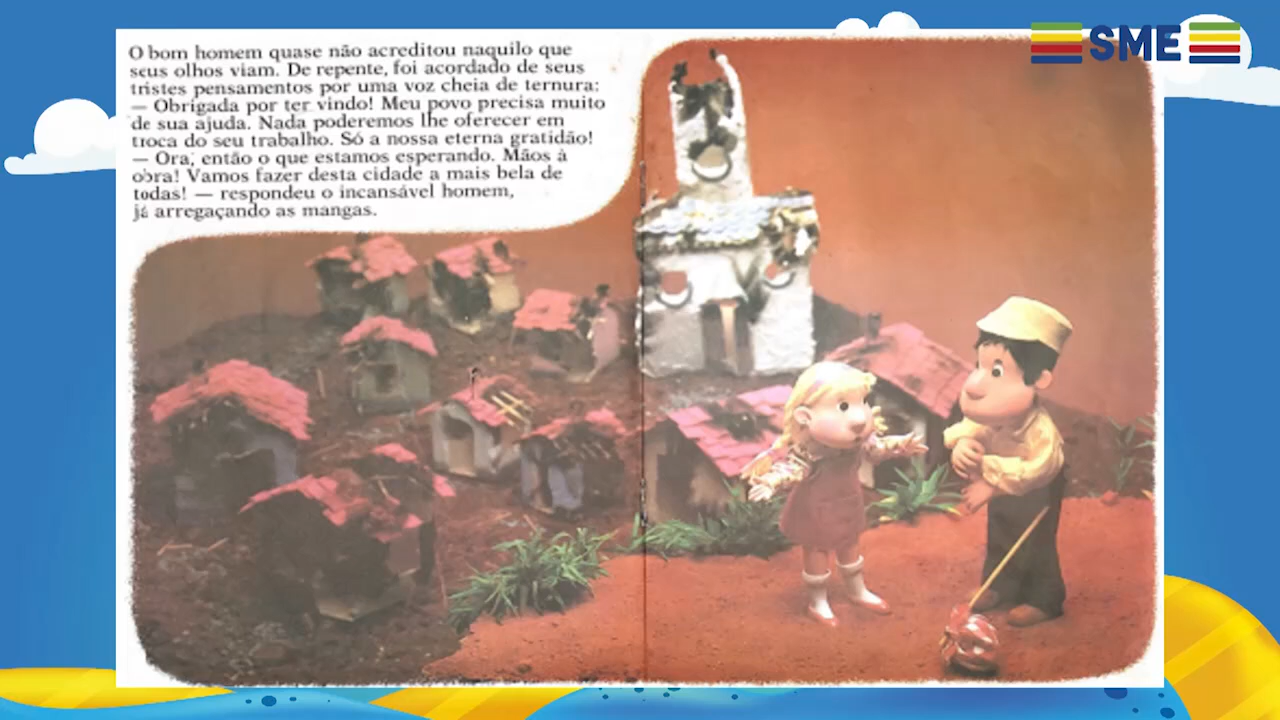 O bom homem quase não acreditou naquilo que
seus olhos viam. De repente, foi acordado de seus
tristes pensamentos por uma voz cheia de ternura:
— Obrigada por ter vindo! Meu povo precisa muito
de sua ajuda. Nada poderemos lhe oferecer em
troca do seu trabalho. Só a nossa eterna gratidão!
— Ora, então o que estamos esperando. Mãos à
obra! Vamos fazer desta cidade a mais bela de
todas! — respondeu o incansável homem,
já arregaçando as mangas.
SME